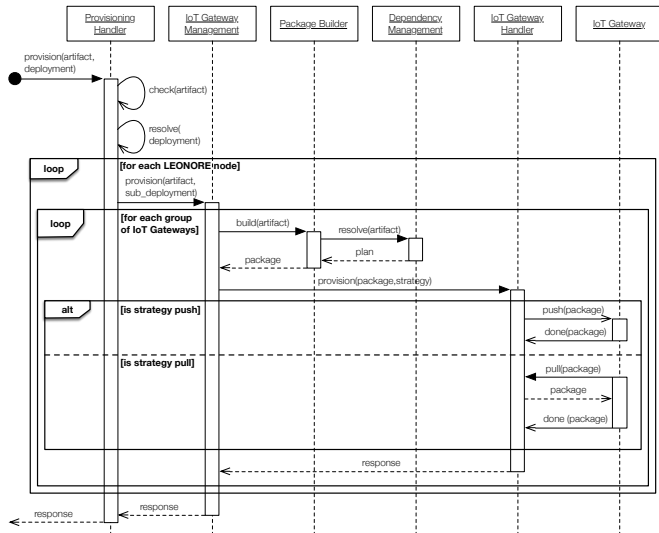 Provisioning
Handler
IoT Gateway
Management
Package Builder
Dependency
Management
IoT Gateway
Handler
IoT Gateway
provision(artifact,
deployment)
check(artifact)
resolve(
deployment)
loop
[for each LEONORE node]
provision(artifact,
sub_deployment)
loop
[for each group
of IoT Gateways]
build(artifact)
resolve(artifact)
plan
package
provision(package,strategy)
alt
[is strategy push]
push(package)
done(package)
[is strategy pull]
pull(package)
package
done (package)
response
response
response